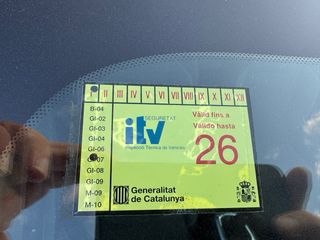 I II III IV V VI VII VIII IX X XI XII
B-04
GI-02
GI-03
GI-04
GI-06
GI-07
GI-08
GI-09
M-09
M-10
SEGURETAT
itv
Inspecció Tècnica de Vehicles
Vàlid fins a
Válido hasta
26
Generalitat
de Catalunya